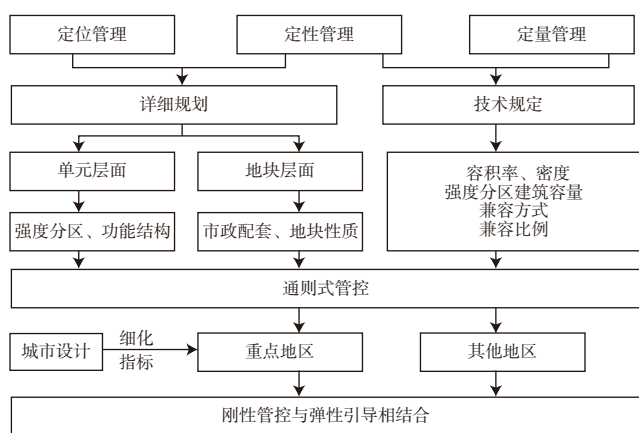 定位管理
定性管理
定量管理
详细规划
技术规定
单元层面
地块层面
容积率、密度
强度分区建筑容量
兼容方式
兼容比例
强度分区、功能结构
市政配套、地块性质
通则式管控
城市设计
细化
指标
重点地区
其他地区
刚性管控与弹性引导相结合